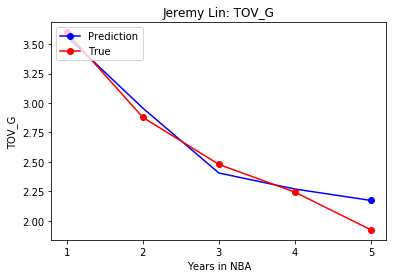 Jeremy Lin: TOV_G
Prediction
True
3.50
3.25
3.00
2.75
2.50
2.25
2.00
TOV_G
1 2 3 4 5
Years in NBA